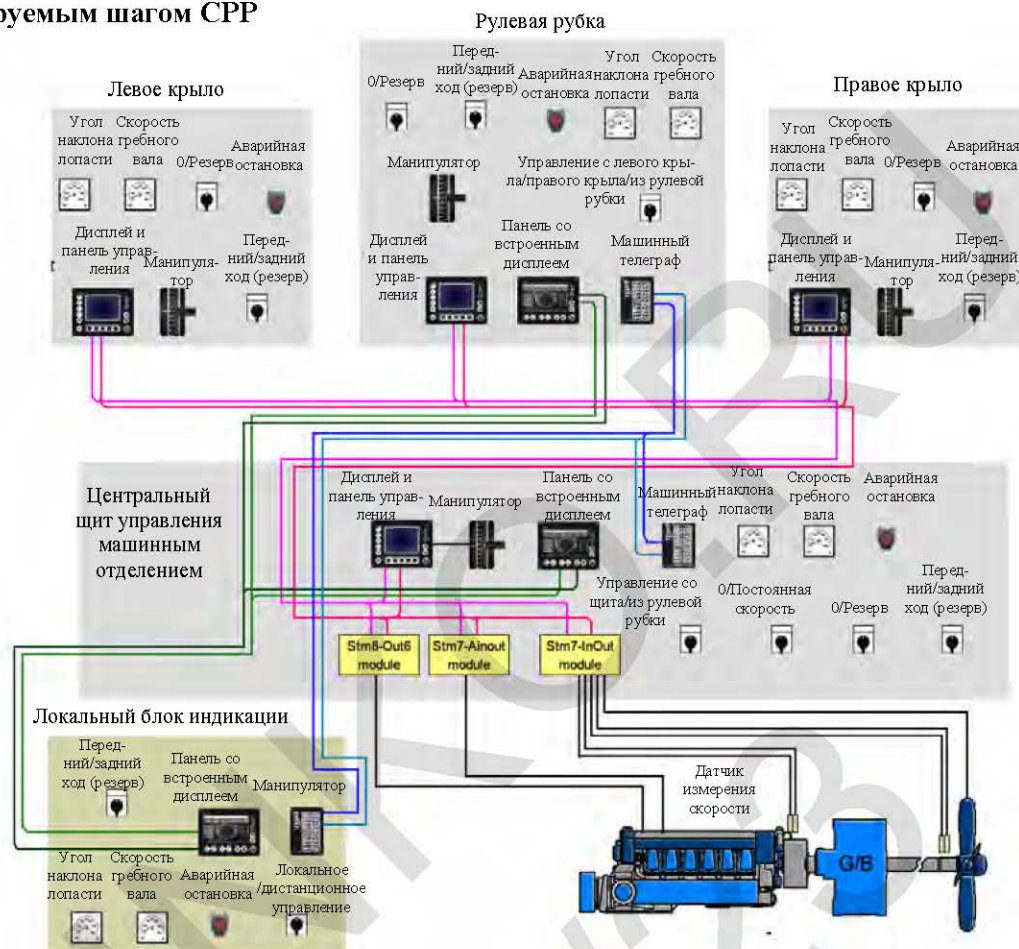 руемым шагом CPP
Рулевая рубка
0/Резерв
Перед-
ний/задний
ход (резерв)
Аварийная
остановка
Угол
наклона
лопасти
Скорость
гребного
вала
Манипулятор
Управление с левого кры-
ла/правого крыла/из рулевой
рубки
Дисплей
и панель
управ-
ления
Панель со
встроенным
дисплеем
Машинный
телеграф
Левое крыло
Угол
наклона
лопасти
Скорость
гребного
вала
0/Резерв
Аварийная
остановка
Дисплей и
панель управ-
ления
Манипуля-
тор
Перед-
ний/задний
ход (резерв)
Правое крыло
Угол
наклона
лопасти
Скорость
гребного
вала
0/Резерв
Аварийная
остановка
Дисплей и
панель управ-
ления
Манипуля-
тор
Перед-
ний/задний
ход (резерв)
Центральный
щит управления
машинным
отделением
Дисплей и
панель управ-
ления
Манипулятор
Панель со
встроенным
дисплеем
Машинный
телеграф
Угол
наклона
лопасти
Скорость
гребного
вала
Аварийная
остановка
Управление со
щита/из рулевой
рубки
0/Постоянная
скорость
0/Резерв
Перед-
ний/задний
ход (резерв)
Stm8-Out6
module
Stm7-AInout
module
Stm7-InOut
module
Локальный блок индикации
Перед-
ний/задний
ход (резерв)
Панель со
встроенным
дисплеем
Манипулятор
Угол
наклона
лопасти
Скорость
гребного
вала
Аварийная
остановка
Локальное
/дистанционное
управление
Датчик
измерения
скорости
G/B